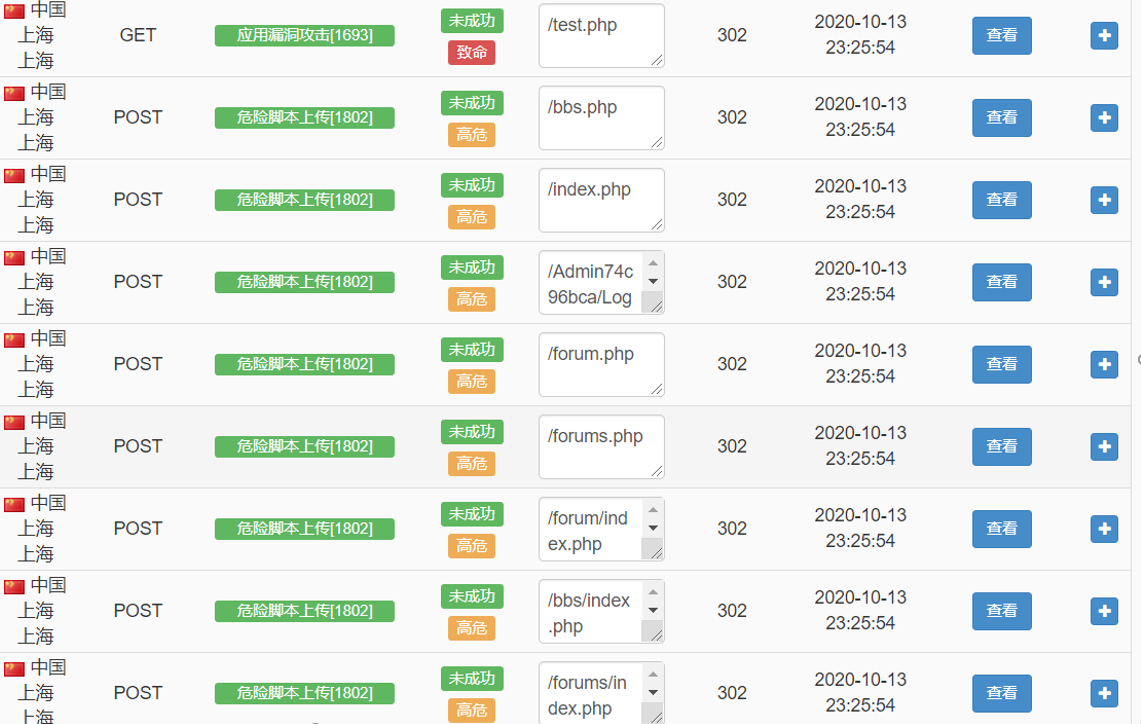 中国
上海
上海
GET
应用漏洞攻击[1693]
未成功
致命
/test.php
302
2020-10-13
23:25:54
查看
中国
上海
上海
POST
危险脚本上传[1802]
未成功
高危
/bbs.php
302
2020-10-13
23:25:54
查看
中国
上海
上海
POST
危险脚本上传[1802]
未成功
高危
/index.php
302
2020-10-13
23:25:54
查看
中国
上海
上海
POST
危险脚本上传[1802]
未成功
高危
/Admin74c
96bca/Log
302
2020-10-13
23:25:54
查看
中国
上海
上海
POST
危险脚本上传[1802]
未成功
高危
/forum.php
302
2020-10-13
23:25:54
查看
中国
上海
上海
POST
危险脚本上传[1802]
未成功
高危
/forums.php
302
2020-10-13
23:25:54
查看
中国
上海
上海
POST
危险脚本上传[1802]
未成功
高危
/forum/ind
ex.php
302
2020-10-13
23:25:54
查看
中国
上海
上海
POST
危险脚本上传[1802]
未成功
高危
/bbs/index
.php
302
2020-10-13
23:25:54
查看
中国
上海
上海
POST
危险脚本上传[1802]
未成功
高危
/forums/in
dex.php
302
2020-10-13
23:25:54
查看